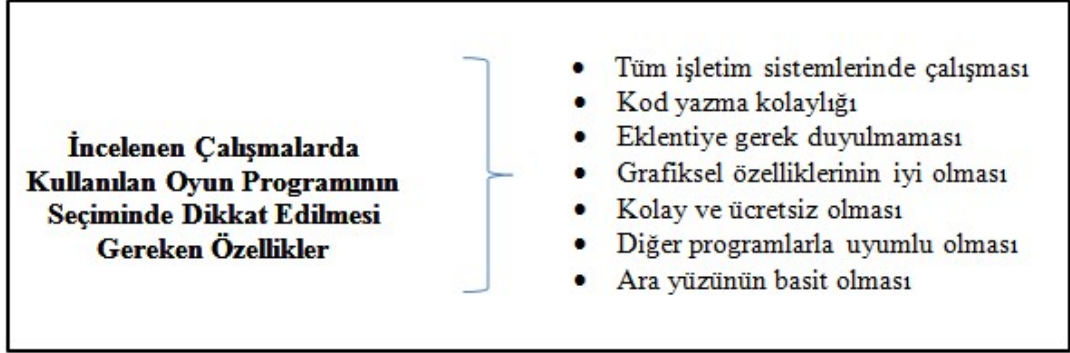 İncelenen Çalışmalarda
Kullanılan Oyun Programının
Seçiminde Dikkat Edilmesi
Gereken Özellikler
• Tüm işletim sistemlerinde çalışması
• Kod yazma kolaylığı
• Eklentiye gerek duyulmaması
• Grafiksel özelliklerinin iyi olması
• Kolay ve ücretsiz olması
• Diğer programlarla uyumlu olması
• Ara yüzünün basit olması